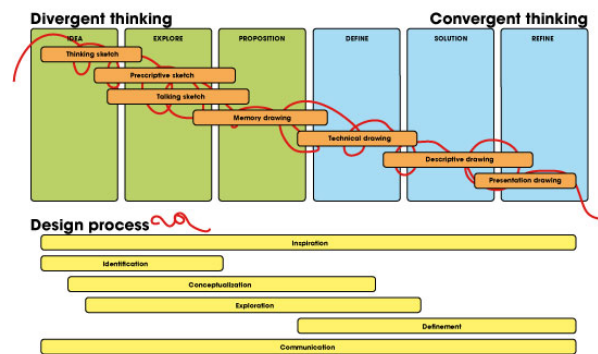 Divergent thinking
Convergent thinking
IDEA
EXPLORE
PROPOSITION
DEFINE
SOLUTION
REFINE
Thinking sketch
Prescriptive sketch
Talking sketch
Memory drawing
Technical drawing
Descriptive drawing
Presentation drawing
Design process
Inspiration
Identification
Conceptualization
Exploration
Definement
Communication